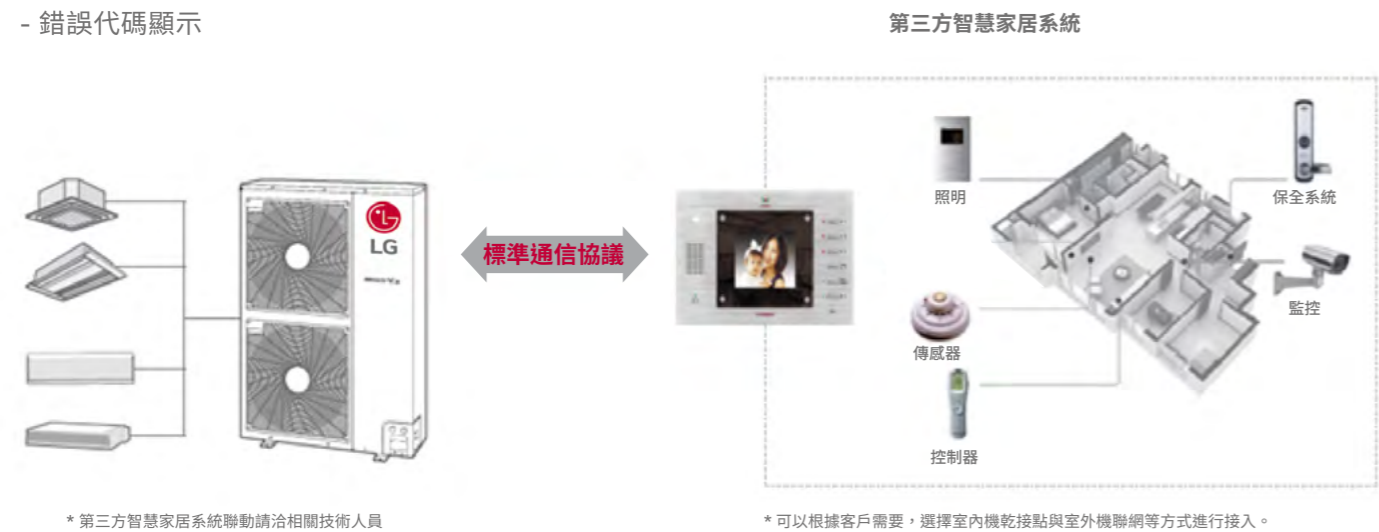 - 錯誤代碼顯示
第三方智慧家居系統
照明
保全系統
LG
標準通信協議
監控
傳感器
控制器
* 第三方智慧家居系統聯動請洽相關技術人員
* 可以根據客戶需要，選擇室內機乾接點與室外機聯網等方式進行接入。